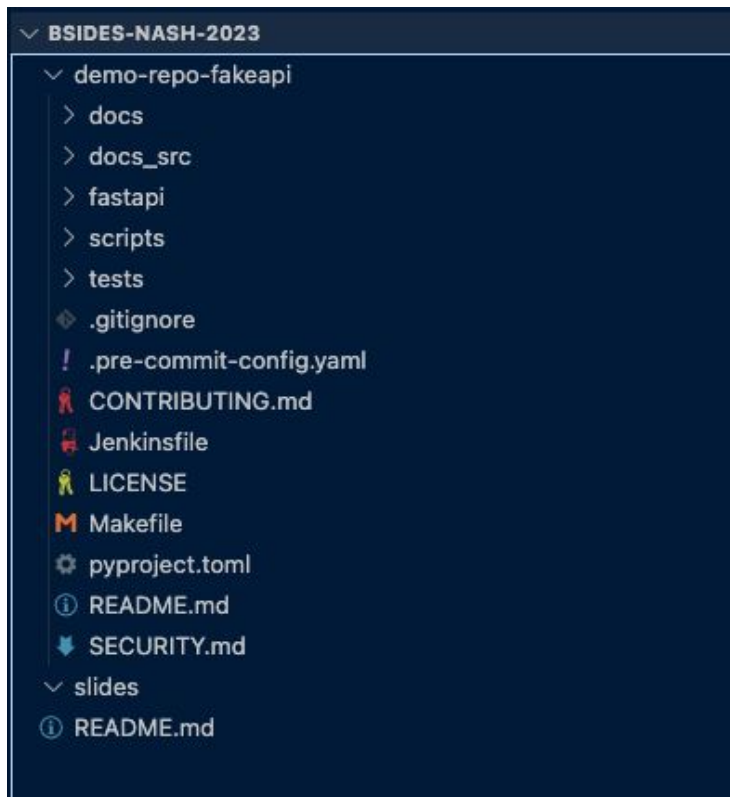 BSIDES-NASH-2023
demo-repo-fakeapi
docs
docs_src
fastapi
scripts
tests
.gitignore
.pre-commit-config.yaml
CONTRIBUTING.md
Jenkinsfile
LICENSE
M Makefile
pyproject.toml
README.md
SECURITY.md
slides
README.md